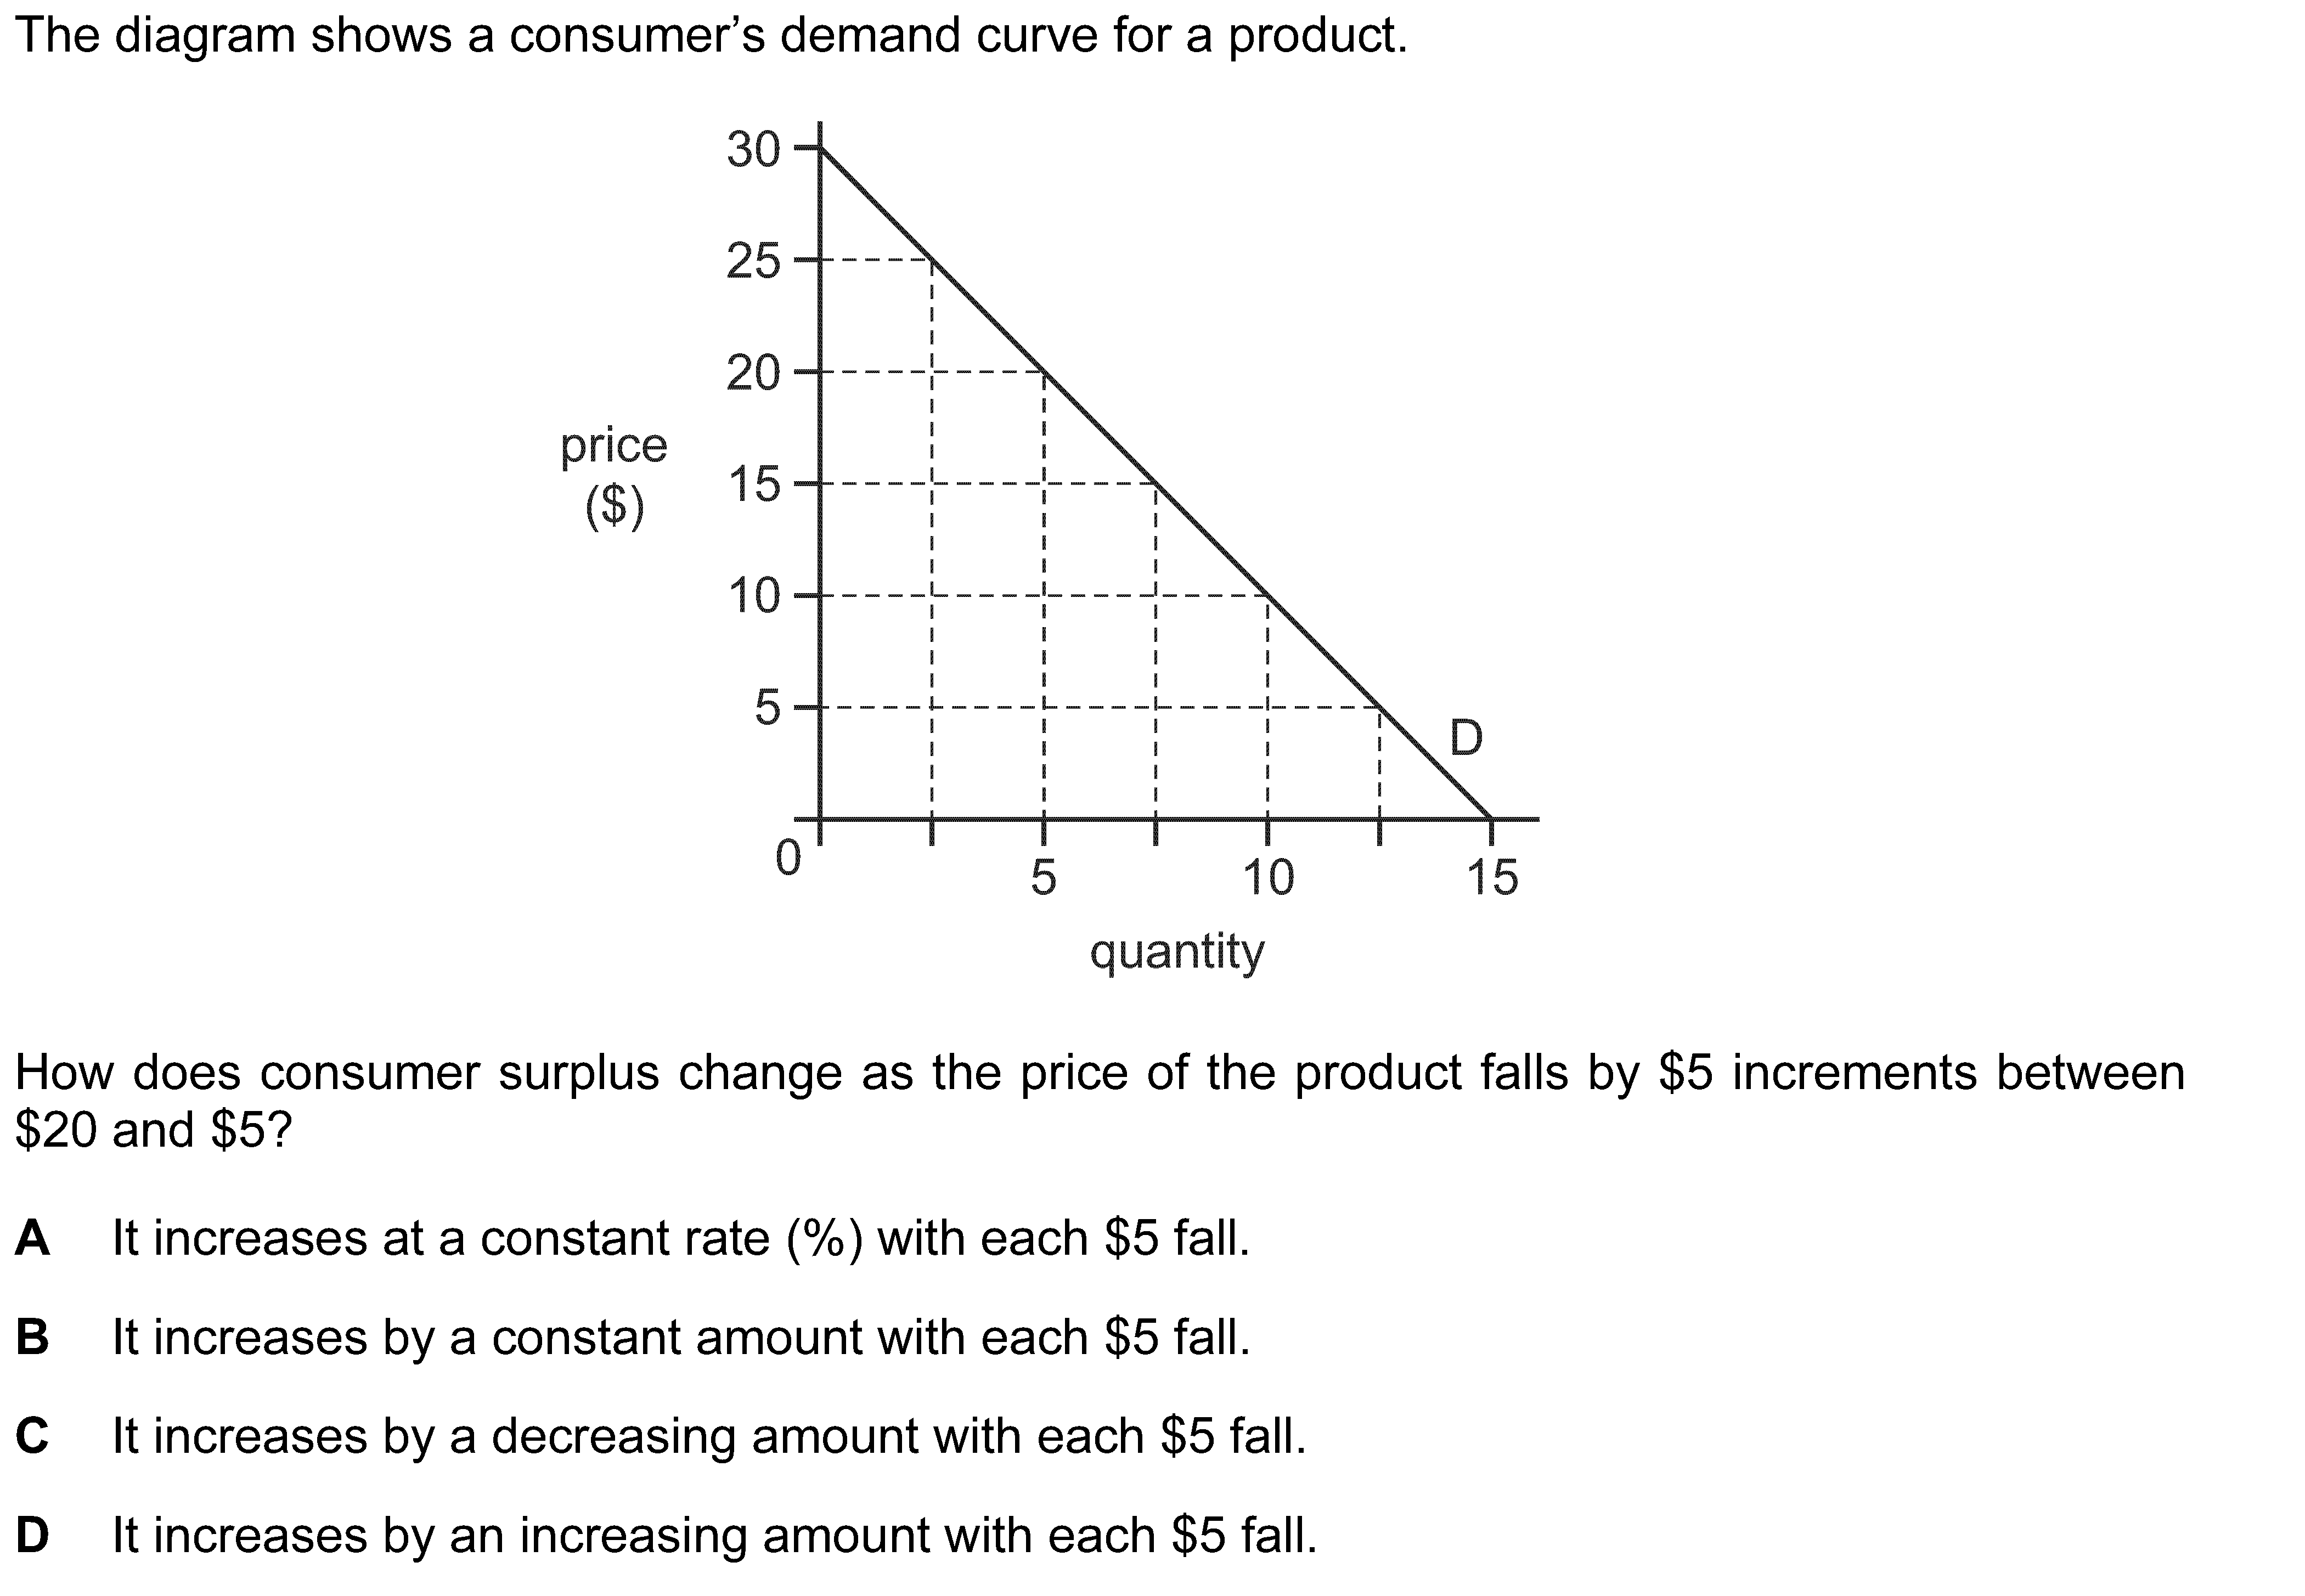 The diagram shows a consumer’s demand curve for a product.
30
25
20
price
($)
15
10
5
D
0
5 10 15
quantity
How does consumer surplus change as the price of the product falls by $5 increments between
$20 and $5?
A It increases at a constant rate (%) with each $5 fall.
B It increases by a constant amount with each $5 fall.
C It increases by a decreasing amount with each $5 fall.
D It increases by an increasing amount with each $5 fall.